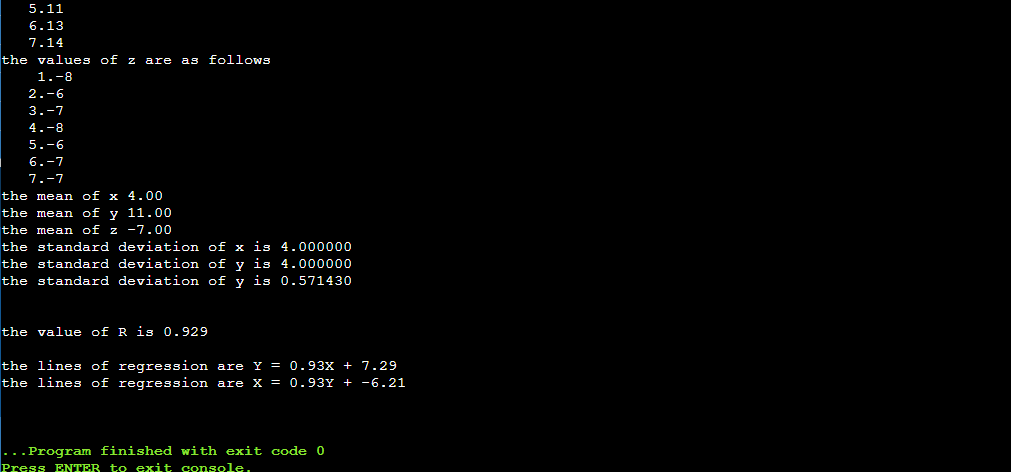 5.11
6.13
7.14
the values of z are as follows
1.-8
2.-6
3.-7
4.-8
5.-6
6.-7
7.-7
the mean of x 4.00
the mean of y 11.00
the mean of z -7.00
the standard deviation of x is 4.000000
the standard deviation of y is 4.000000
the standard deviation of y is 0.571430
the value of R is 0.929
the lines of regression are Y = 0.93X + 7.29
the lines of regression are X = 0.93Y + -6.21
...Program finished with exit code 0
Press ENTER to exit console.